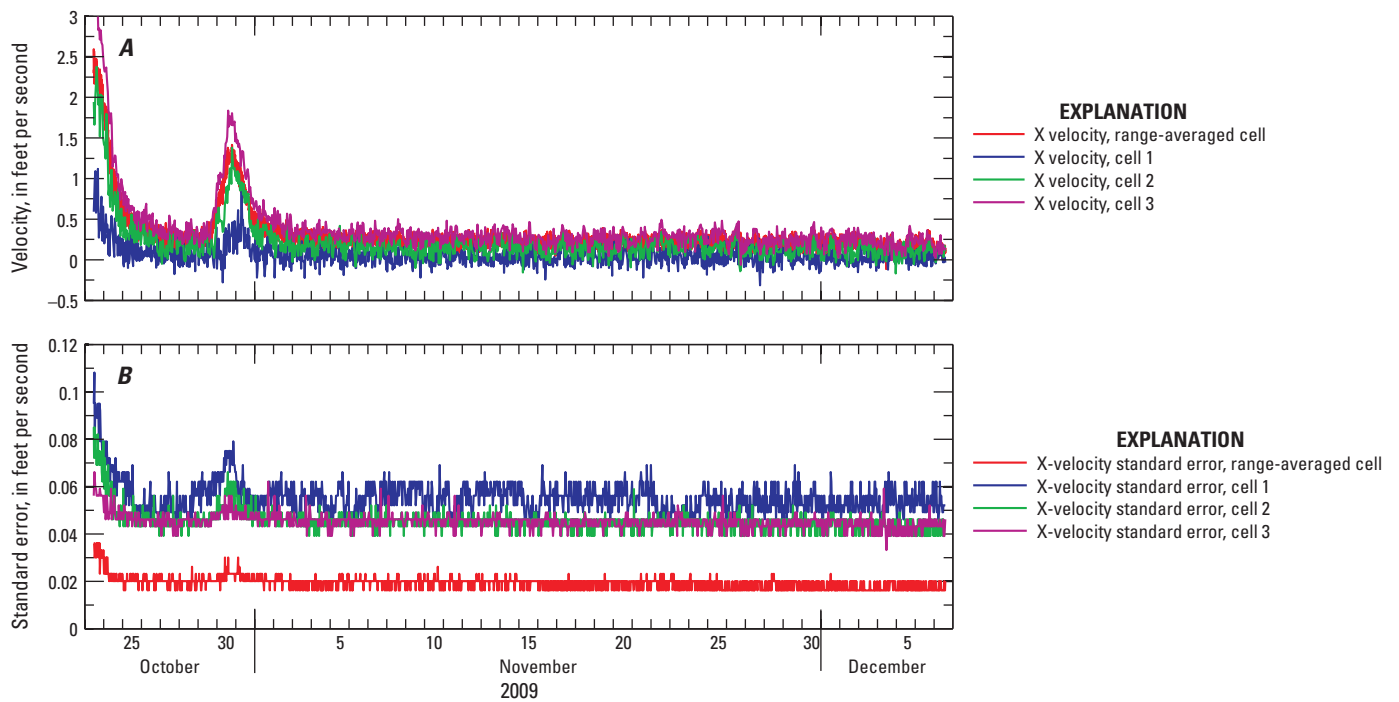 A
Velocity, in feet per second
3
2.5
2
1.5
1
0.5
0
–0.5
EXPLANATION
X velocity, range-averaged cell
X velocity, cell 1
X velocity, cell 2
X velocity, cell 3
B
Standard error, in feet per second
0.12
0.1
0.08
0.06
0.04
0.02
0
EXPLANATION
X-velocity standard error, range-averaged cell
X-velocity standard error, cell 1
X-velocity standard error, cell 2
X-velocity standard error, cell 3
25 30 5 10 15 20 25 30 5
October November December
2009